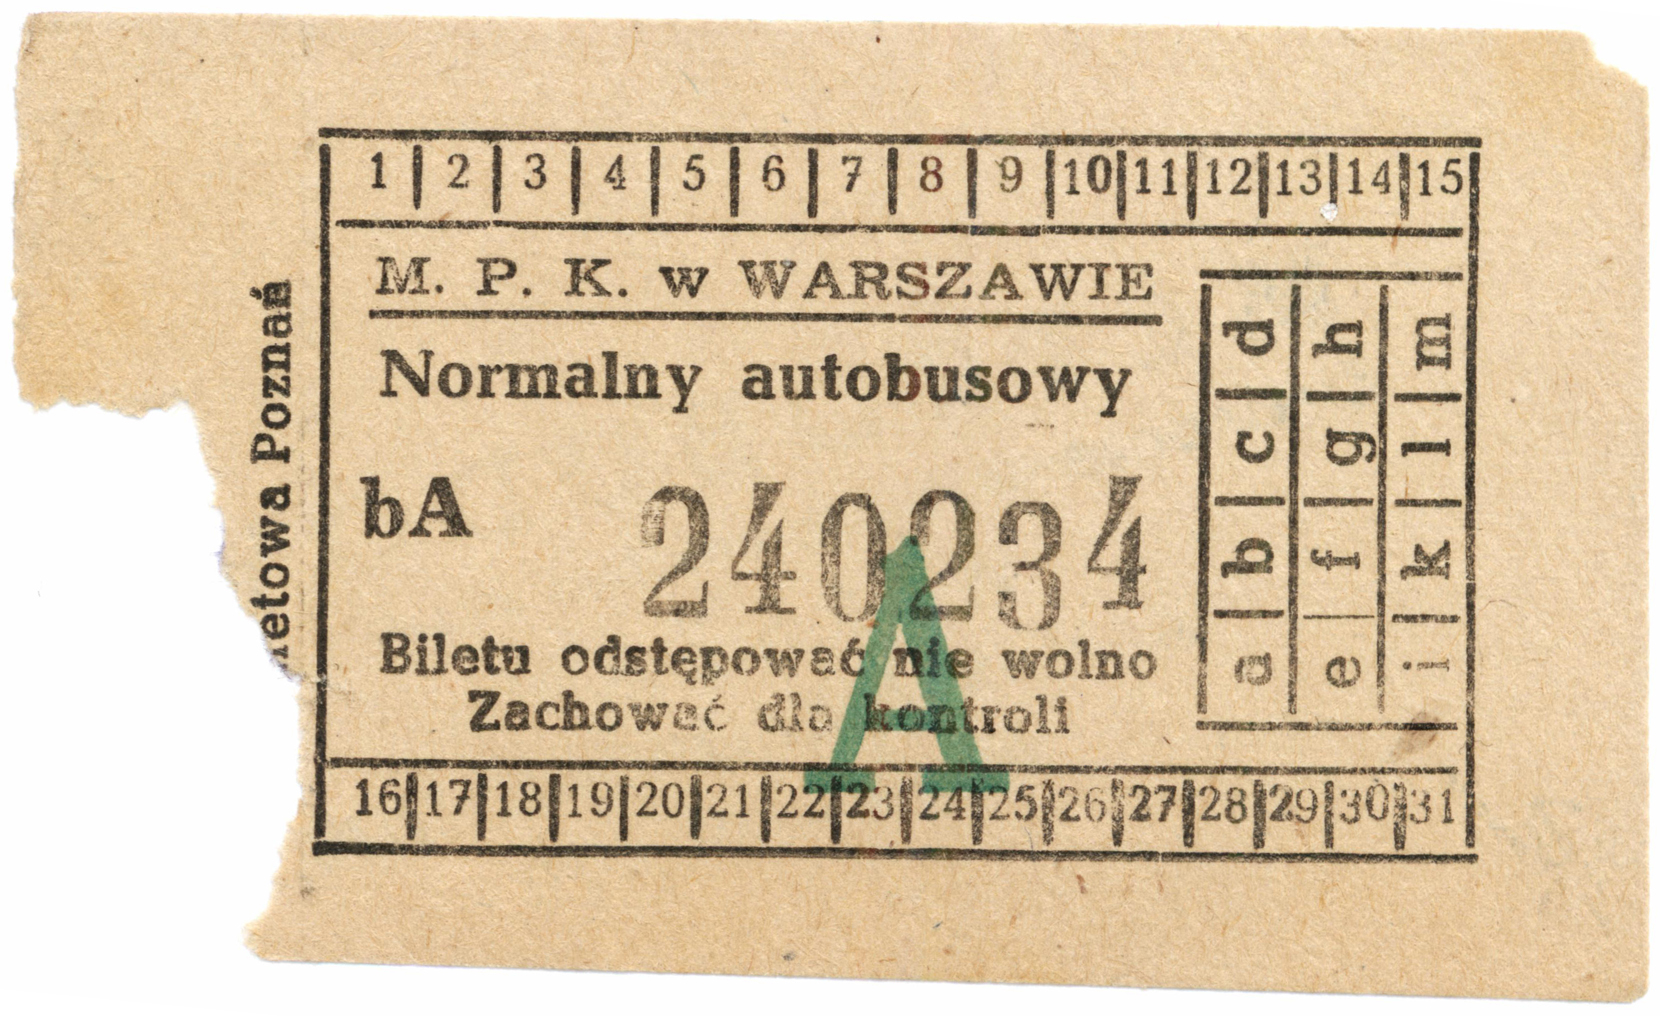 1 2 3 4 5 6 7 8 9 10 11 12 13 14 15
M. P. K. w WARSZAWIE
Normalny autobusowy
bA 240234
A
Biletu odstępować nie wolno
Zachować dla kontroli
16 17 18 19 20 21 22 23 24 25 26 27 28 29 30 31
a b c d
e f g h
i k l m
Poznań